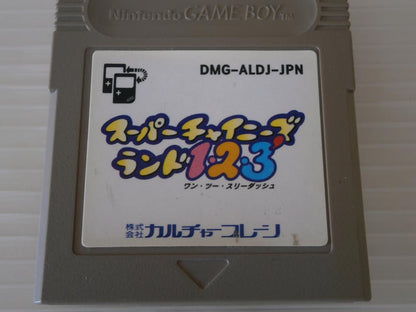 Nintendo GAME BOY™
DMG-ALDJ-JPN
スーパーチャイニーズ
ランド1・2・3'
ワン・ツー・スリーダッシュ
株式会社 カルチャーブレーン